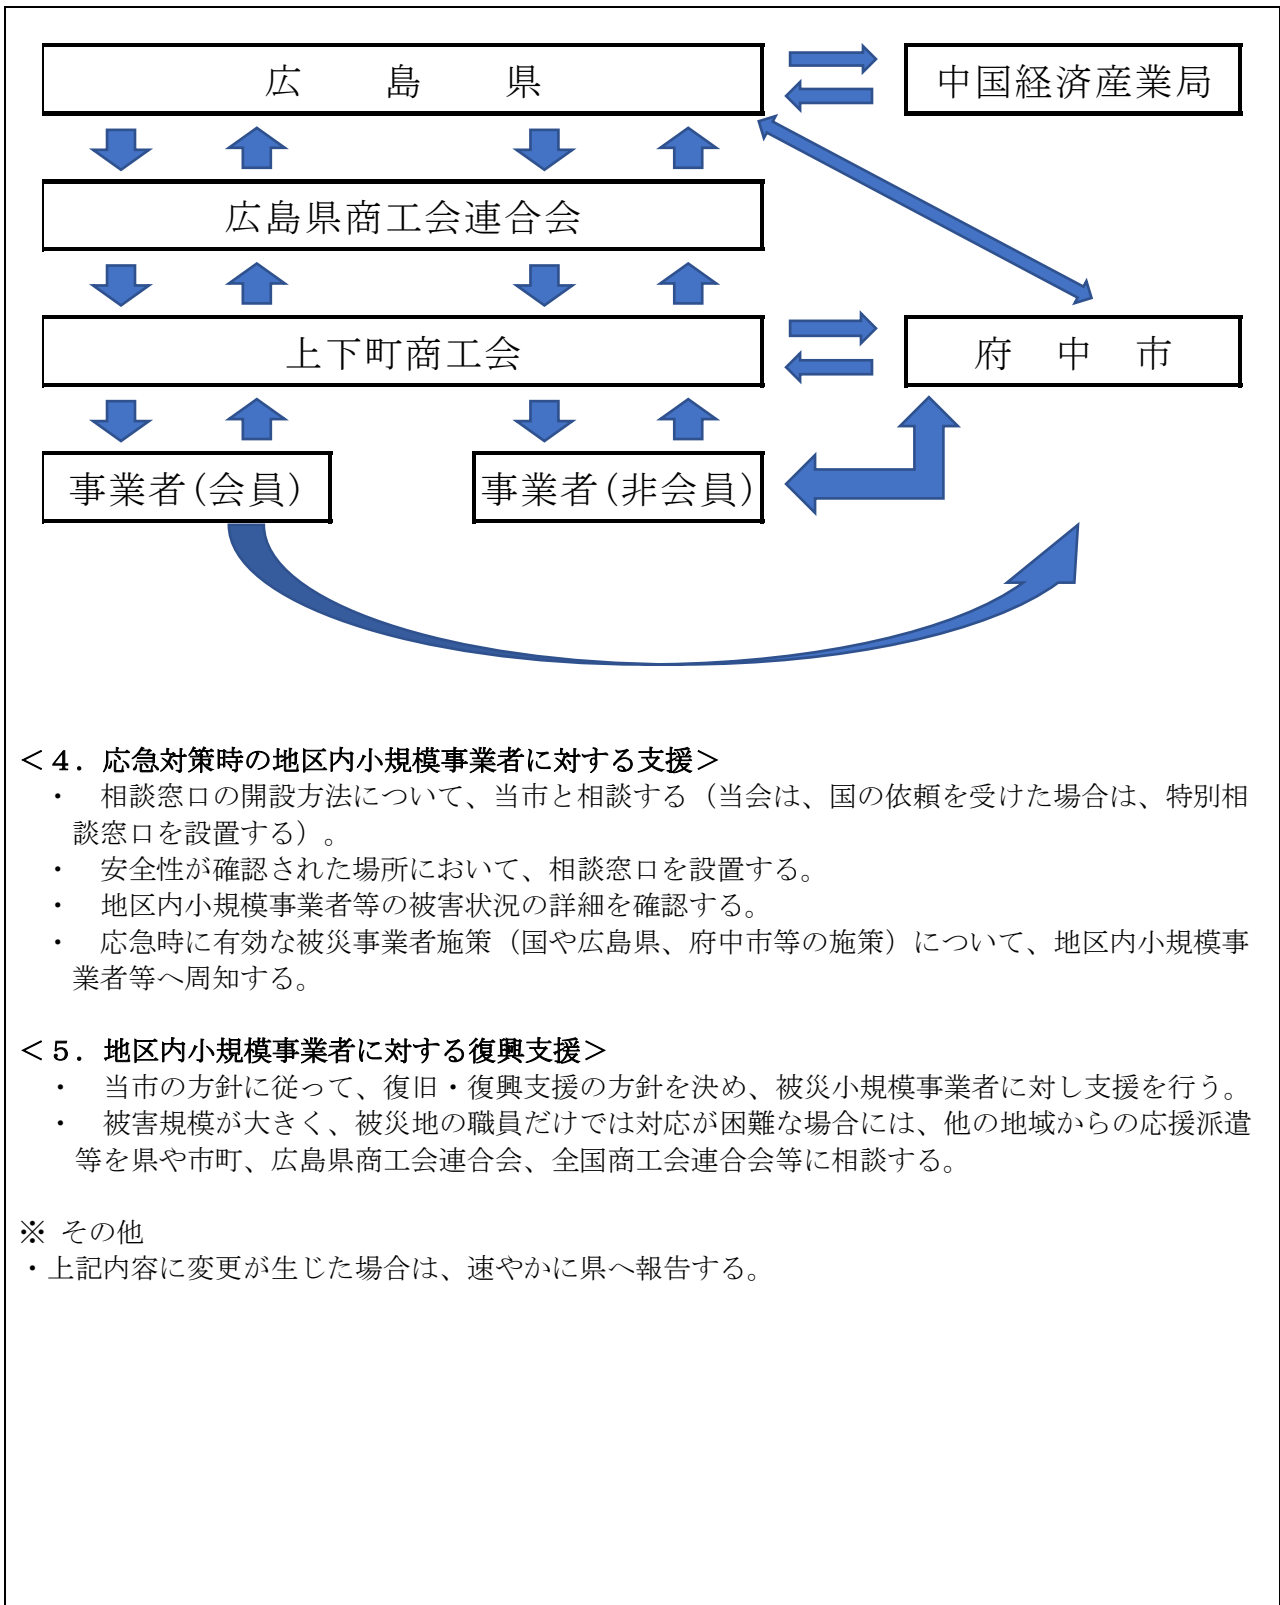 広　島　県
中国経済産業局
広島県商工会連合会
上下町商工会
府　中　市
事業者(会員)
事業者(非会員)
＜４．応急対策時の地区内小規模事業者に対する支援＞
・　相談窓口の開設方法について、当市と相談する（当会は、国の依頼を受けた場合は、特別相
談窓口を設置する）。
・　安全性が確認された場所において、相談窓口を設置する。
・　地区内小規模事業者等の被害状況の詳細を確認する。
・　応急時に有効な被災事業者施策（国や広島県、府中市等の施策）について、地区内小規模事
業者等へ周知する。
＜５．地区内小規模事業者に対する復興支援＞
・　当市の方針に従って、復旧・復興支援の方針を決め、被災小規模事業者に対し支援を行う。
・　被害規模が大きく、被災地の職員だけでは対応が困難な場合には、他の地域からの応援派遣
等を県や市町、広島県商工会連合会、全国商工会連合会等に相談する。
※ その他
・上記内容に変更が生じた場合は、速やかに県へ報告する。